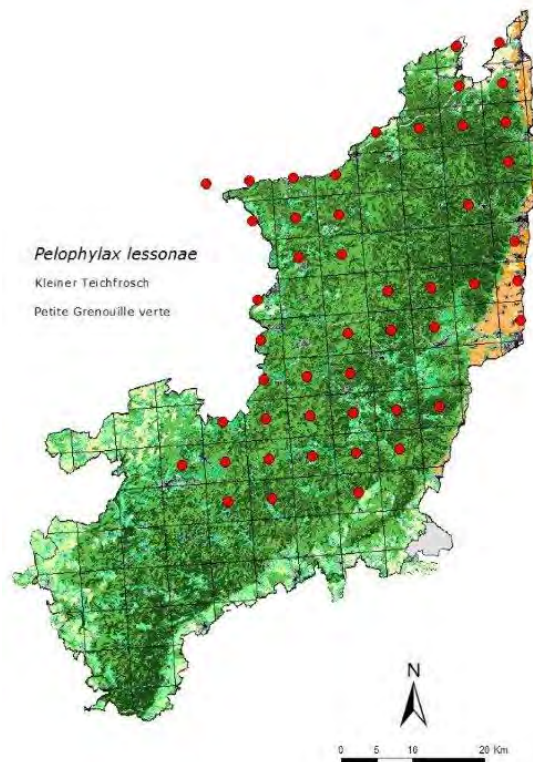 Pelophylax lessonae
Kleiner Teichfrosch
Petite Grenouille verte
N
0 5 10 20 Km